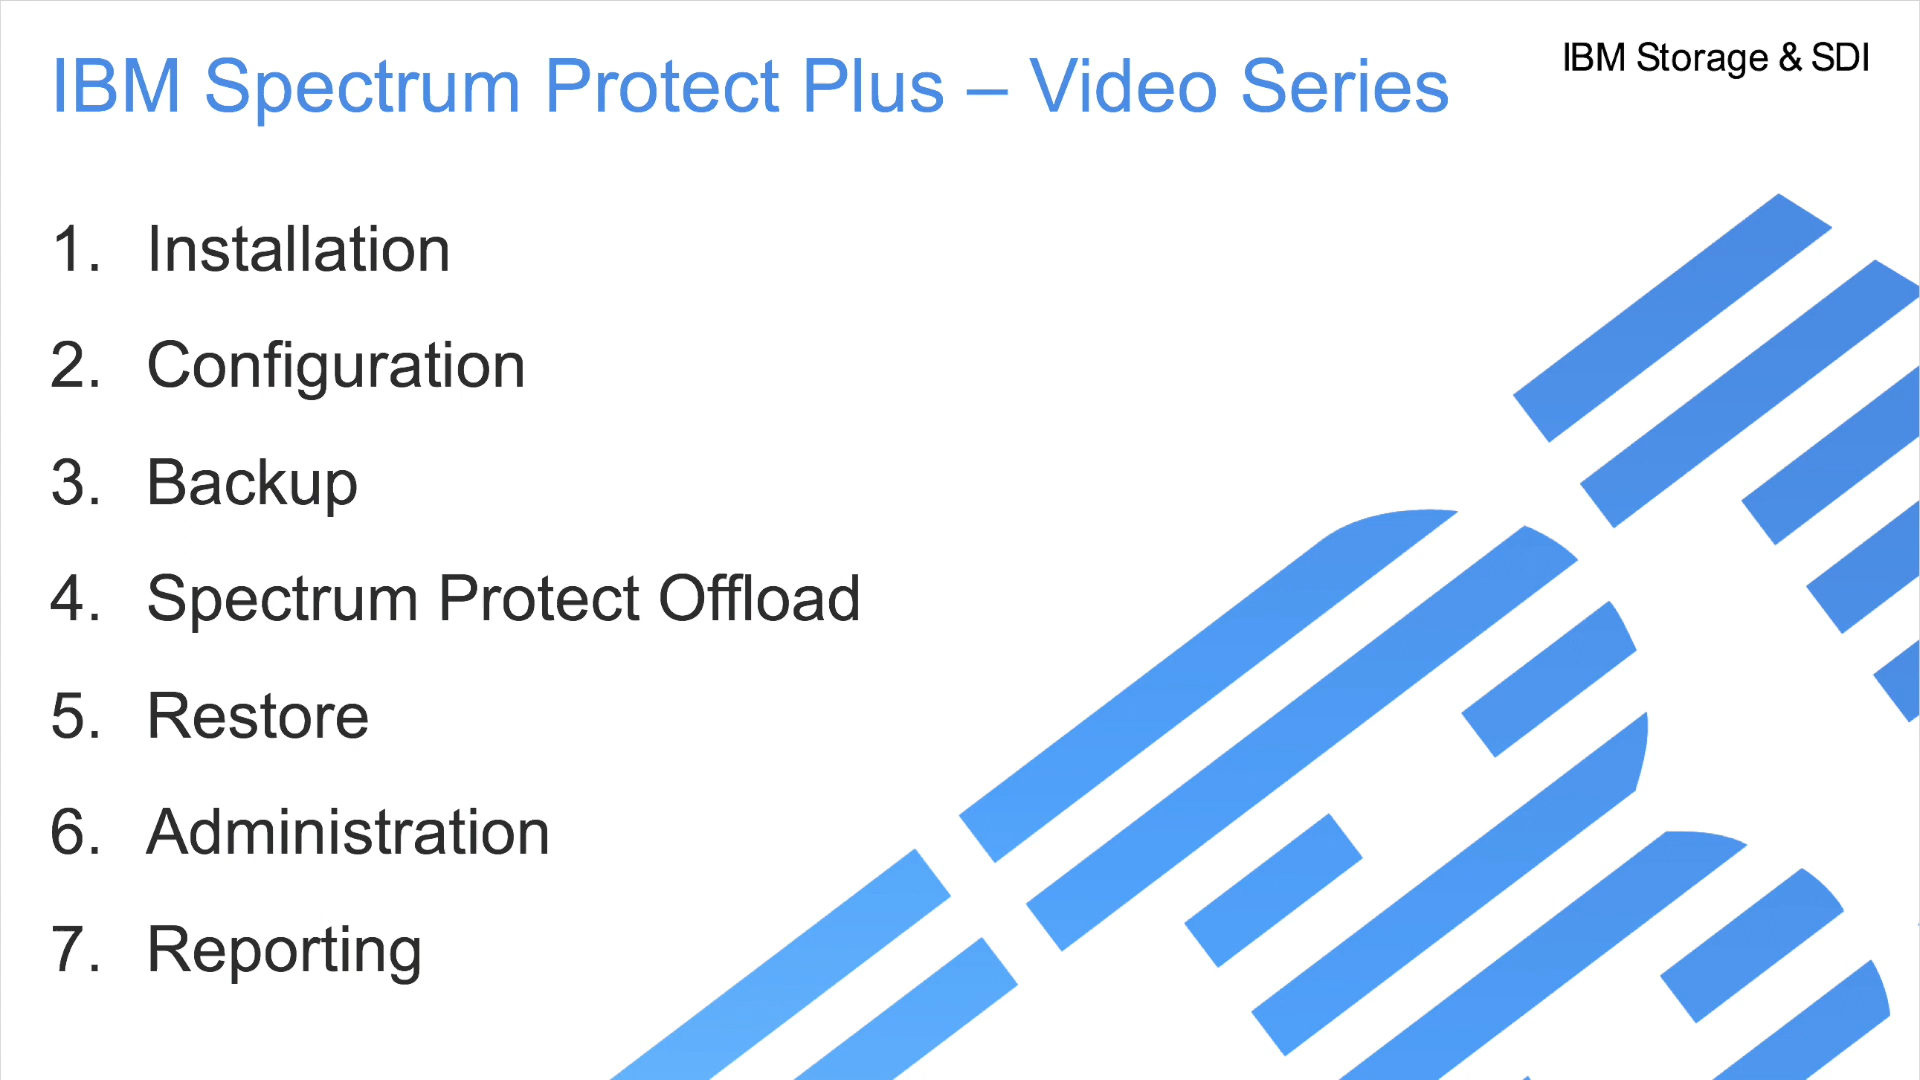 IBM Spectrum Protect Plus – Video Series
IBM Storage & SDI
1. Installation
2. Configuration
3. Backup
4. Spectrum Protect Offload
5. Restore
6. Administration
7. Reporting